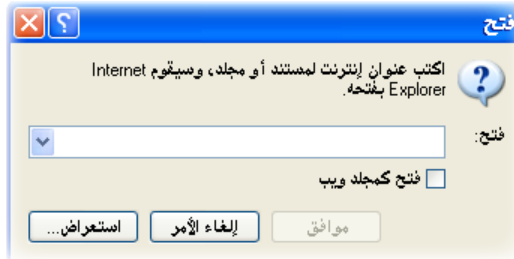 فتح
اكتب عنوان إنترنت لمستند أو مجلد، وسيقوم Internet
Explorer بفتحه.
فتح:
فتح كمجلد ويب
موافق
إلغاء الأمر
استعراض...